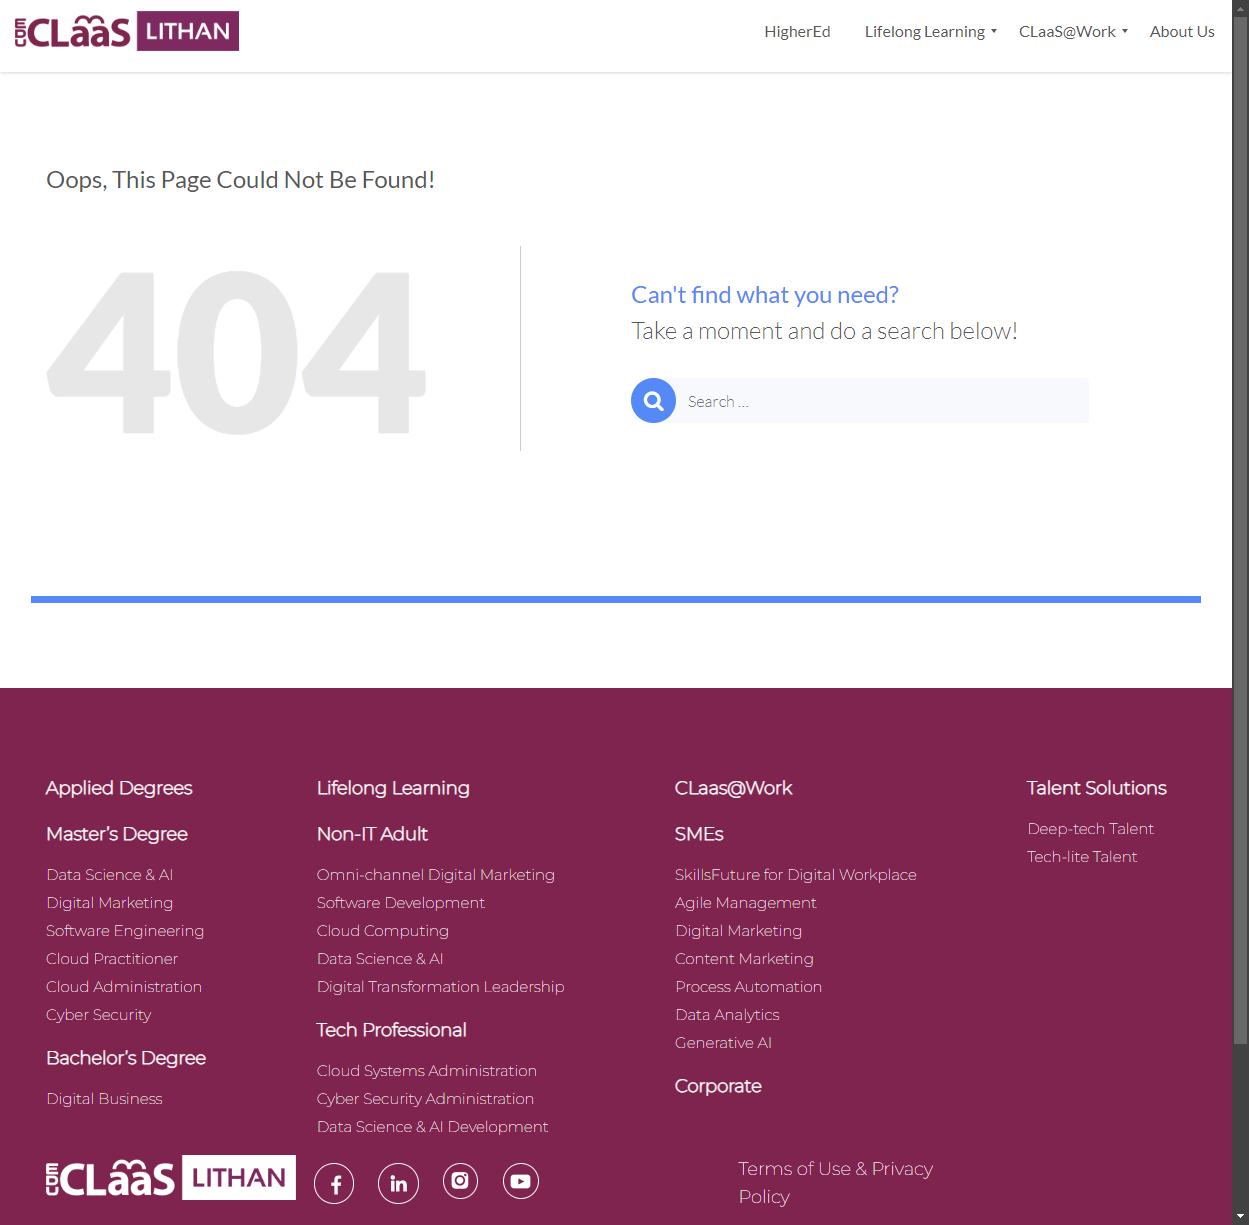 COM CLaaS LITHAN
HigherEd
Lifelong Learning
CLaaS@Work
About Us
Oops, This Page Could Not Be Found!
404
Can't find what you need?
Take a moment and do a search below!
Search ...
Applied Degrees
Master's Degree
Data Science & AI
Digital Marketing
Software Engineering
Cloud Practitioner
Cloud Administration
Cyber Security
Bachelor's Degree
Digital Business
Lifelong Learning
Non-IT Adult
Omni-channel Digital Marketing
Software Development
Cloud Computing
Data Science & AI
Digital Transformation Leadership
Tech Professional
Cloud Systems Administration
Cyber Security Administration
Data Science & AI Development
CLaas@Work
SMEs
SkillsFuture for Digital Workplace
Agile Management
Digital Marketing
Content Marketing
Process Automation
Data Analytics
Generative AI
Corporate
Talent Solutions
Deep-tech Talent
Tech-lite Talent
COM CLaaS LITHAN
Terms of Use & Privacy
Policy